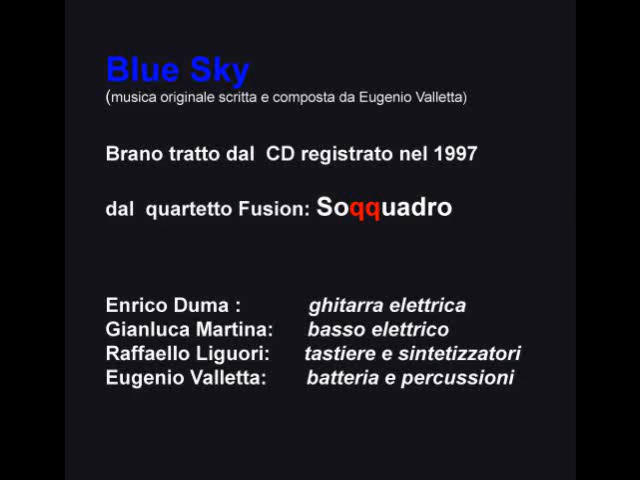 Blue Sky
(musica originale scritta e composta da Eugenio Valletta)
Brano tratto dal CD registrato nel 1997
dal quartetto Fusion: Soqquadro
Enrico Duma : ghitarra elettrica
Gianluca Martina: basso elettrico
Raffaello Liguori: tastiere e sintetizzatori
Eugenio Valletta: batteria e percussioni